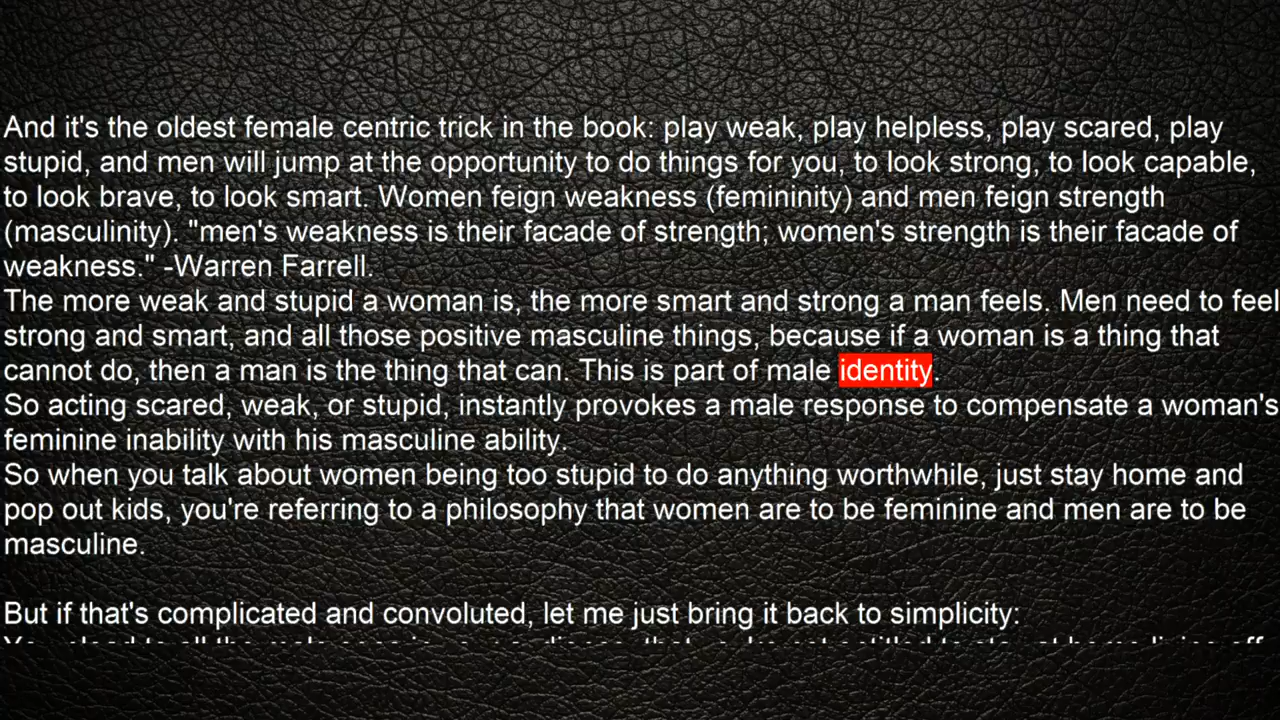 And it's the oldest female centric trick in the book: play weak, play helpless, play scared, play
stupid, and men will jump at the opportunity to do things for you, to look strong, to look capable,
to look brave, to look smart. Women feign weakness (femininity) and men feign strength
(masculinity). "men's weakness is their facade of strength; women's strength is their facade of
weakness." -Warren Farrell.
The more weak and stupid a woman is, the more smart and strong a man feels. Men need to feel
strong and smart, and all those positive masculine things, because if a woman is a thing that
cannot do, then a man is the thing that can. This is part of male identity.
So acting scared, weak, or stupid, instantly provokes a male response to compensate a woman's
feminine inability with his masculine ability.
So when you talk about women being too stupid to do anything worthwhile, just stay home and
pop out kids, you're referring to a philosophy that women are to be feminine and men are to be
masculine.
But if that's complicated and convoluted, let me just bring it back to simplicity: